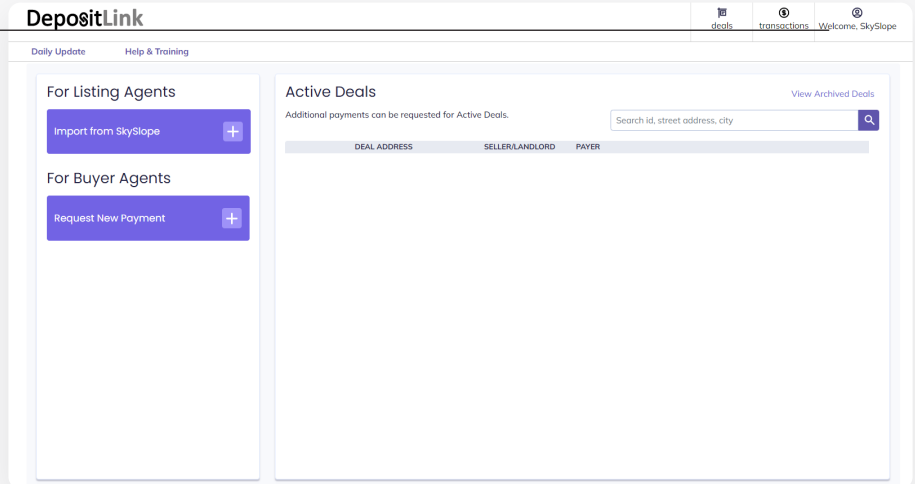 DepositLink
deals
transactions
Welcome, SkySlope
Daily Update
Help & Training
For Listing Agents
Import from SkySlope
For Buyer Agents
Request New Payment
Active Deals
View Archived Deals
Additional payments can be requested for Active Deals.
Search id, street address, city
DEAL ADDRESS SELLER/LANDLORD PAYER